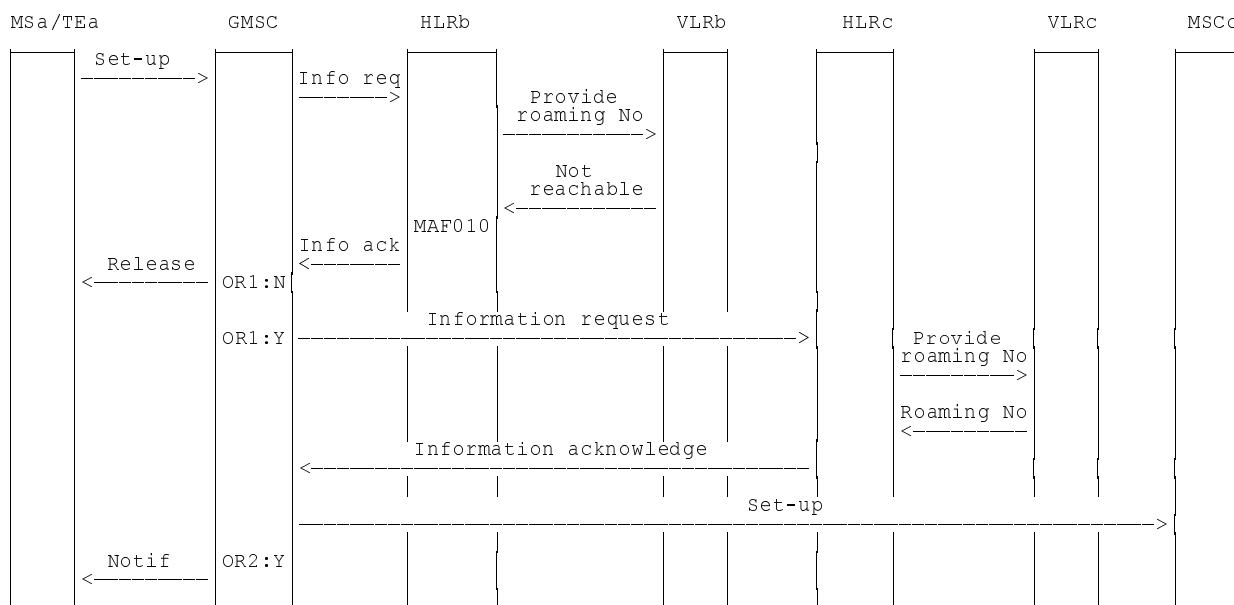 MSa/TEa GMSC HLRb VLRb HLRc VLRc MSCc
Set-up
Info req
Provide
roaming No
Not
reachable
MAF010
Info ack
Release
OR1:N
Information request
OR1:Y
Provide
roaming No
Roaming No
Information acknowledge
Set-up
Notif OR2:Y